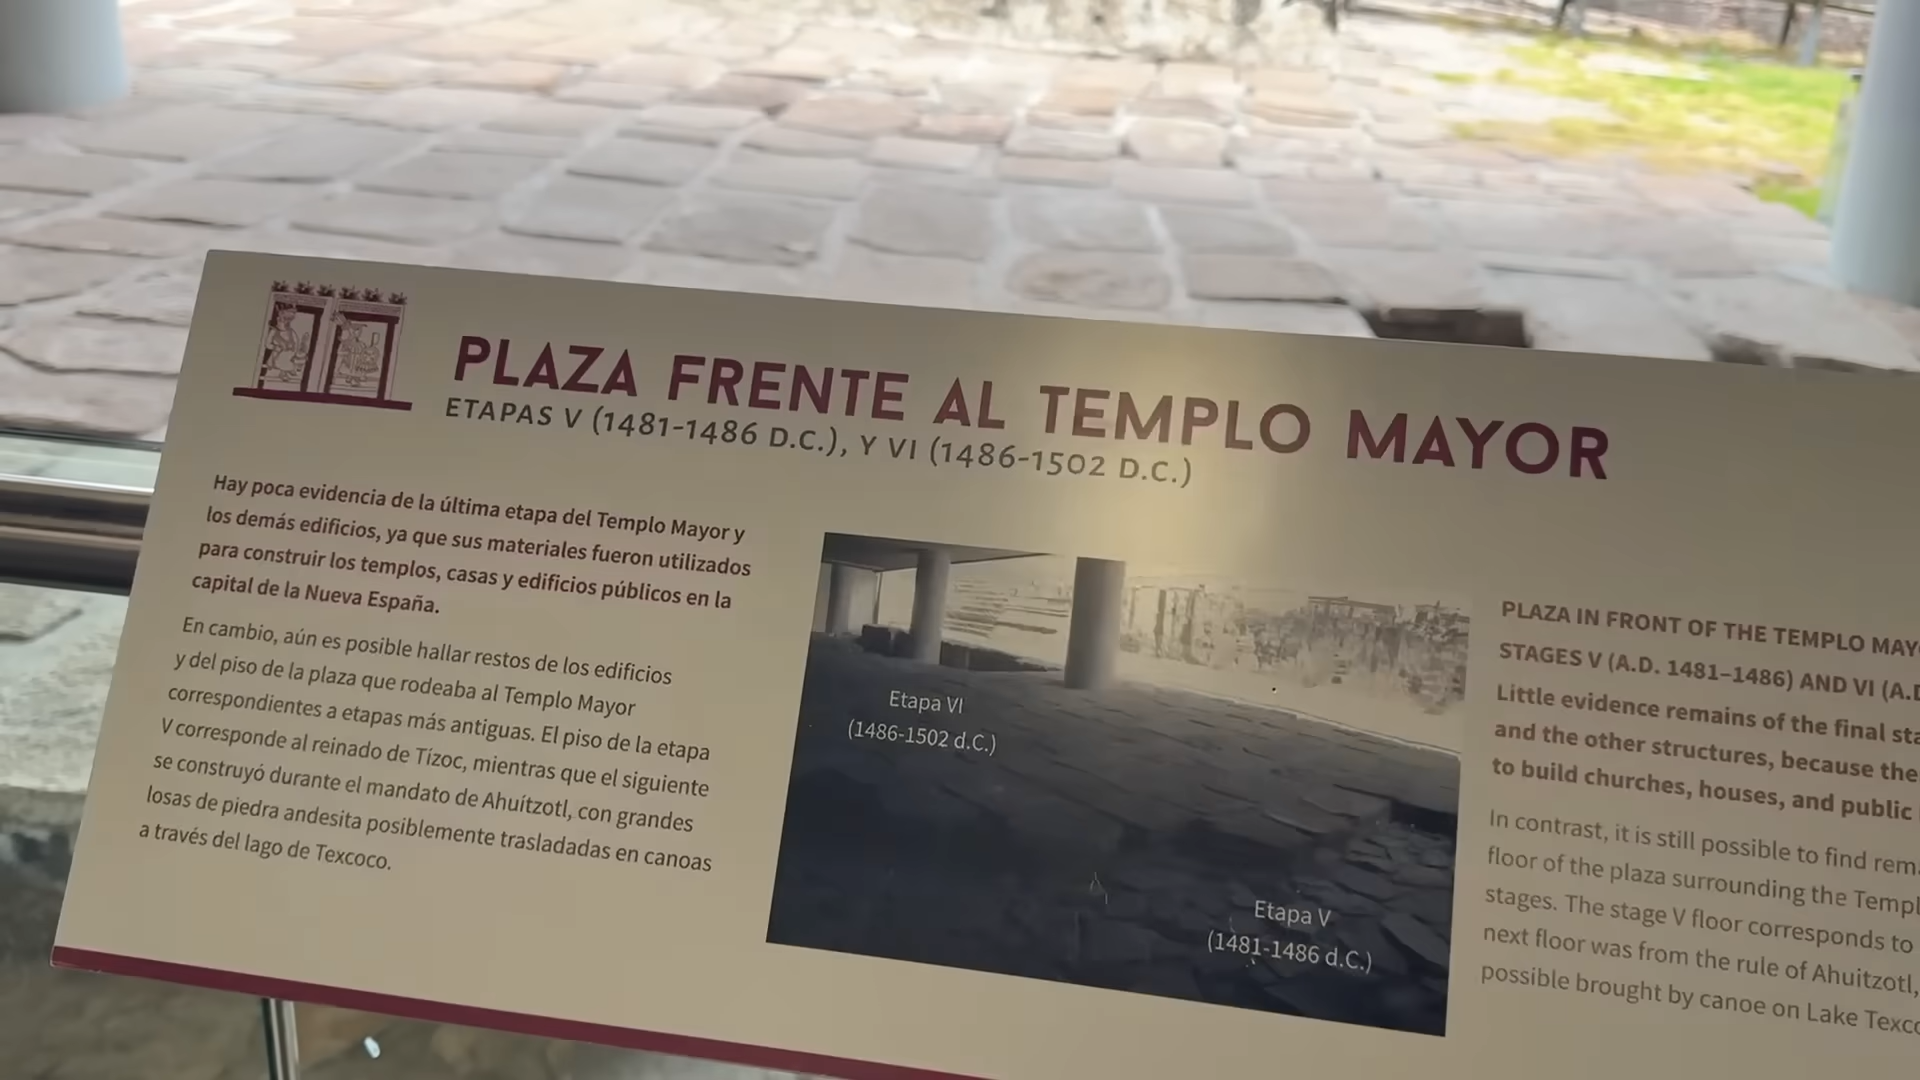 PLAZA FRENTE AL TEMPLO MAYOR
ETAPAS V (1481-1486 D.C.), Y VI (1486-1502 D.C.)
Hay poca evidencia de la última etapa del Templo Mayor y
los demás edificios, ya que sus materiales fueron utilizados
para construir los templos, casas y edificios públicos en la
capital de la Nueva España.
En cambio, aún es posible hallar restos de los edificios
y del piso de la plaza que rodeaba al Templo Mayor
correspondientes a etapas más antiguas. El piso de la etapa
V corresponde al reinado de Tízoc, mientras que el siguiente
se construyó durante el mandato de Ahuítzotl, con grandes
losas de piedra andesita posiblemente trasladadas en canoas
a través del lago de Texcoco.
Etapa VI
(1486-1502 d.C.)
Etapa V
(1481-1486 d.C.)
PLAZA IN FRONT OF THE TEMPLO
STAGES V (A.D. 1481–1486) AND VI
Little evidence remains of the final
and the other structures, because the
to build churches, houses, and public
In contrast, it is still possible to find
floor of the plaza surrounding the
stages. The stage V floor corresponds to
next floor was from the rule of Ahuitzotl,
possible brought by canoe on Lake